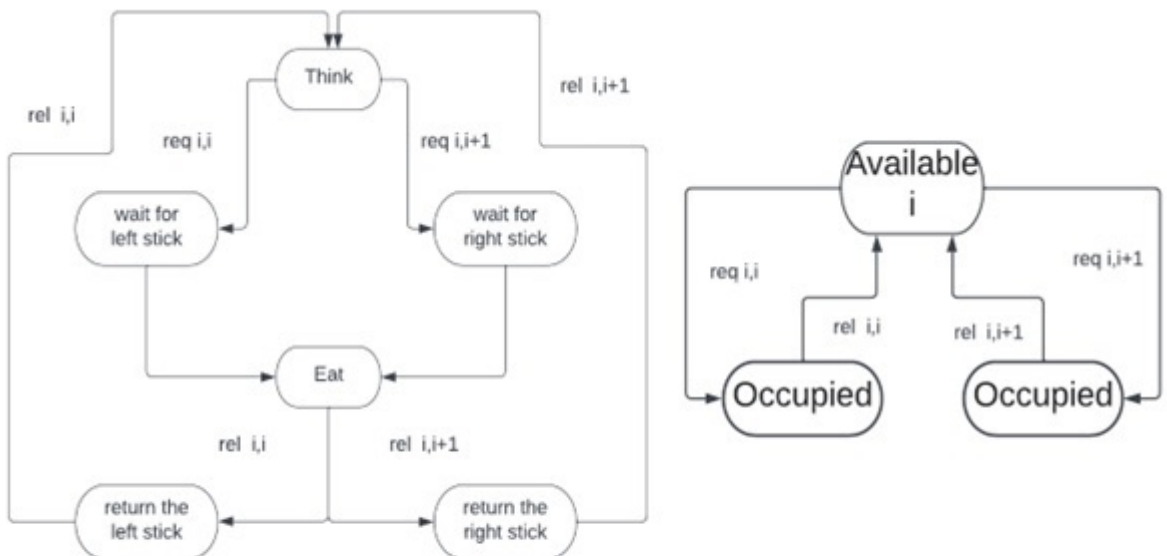 Think
rel i,i
rel i,i+1
req i,i
req i,i+1
wait for
left stick
wait for
right stick
Eat
rel i,i
rel i,i+1
return the
left stick
return the
right stick
Available
i
req i,i
req i,i+1
rel i,i
rel i,i+1
Occupied
Occupied